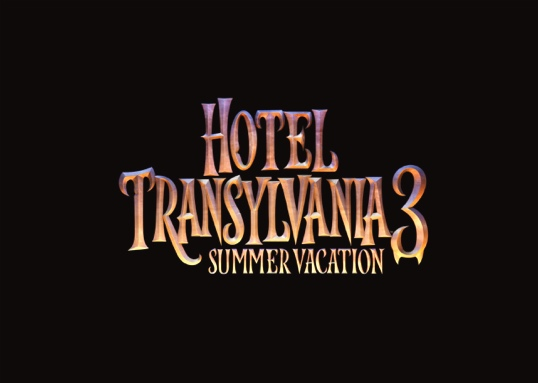 HOTEL
TRANSYLVANIA 3
SUMMER VACATION